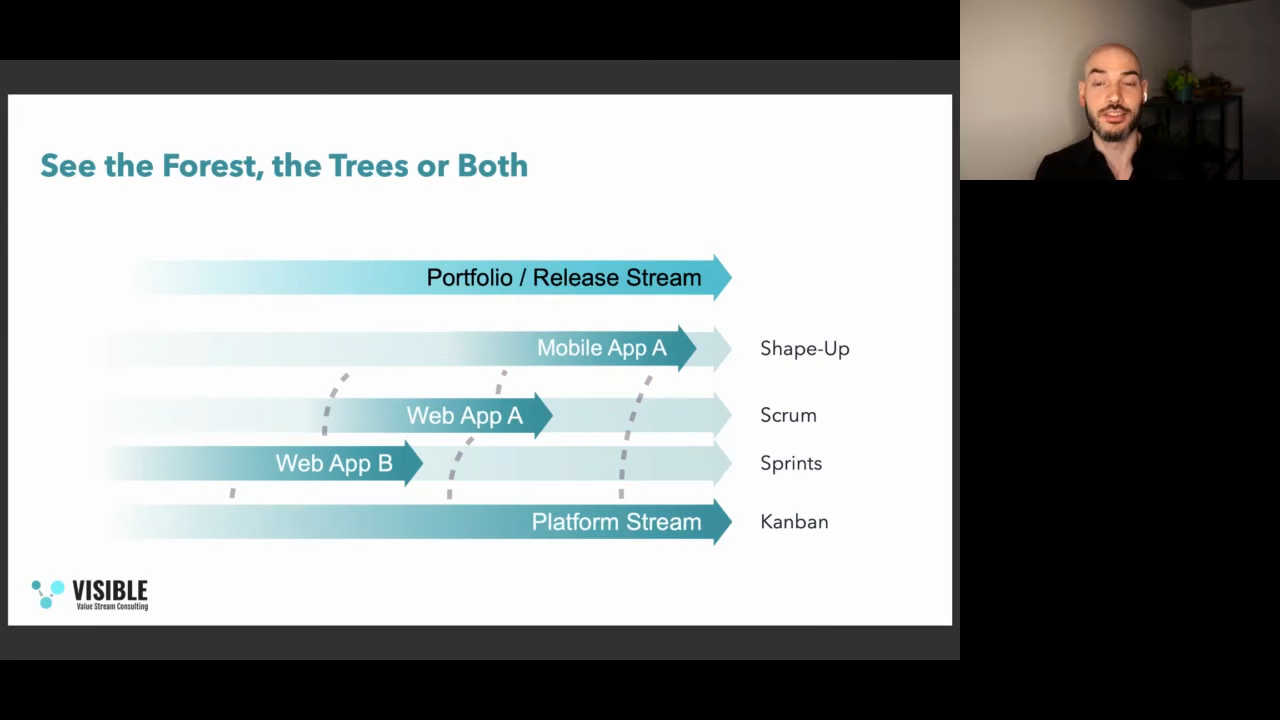 See the Forest, the Trees or Both
Portfolio / Release Stream
Mobile App A
Shape-Up
Web App A
Scrum
Web App B
Sprints
Platform Stream
Kanban
VISIBLE
Value Stream Consulting